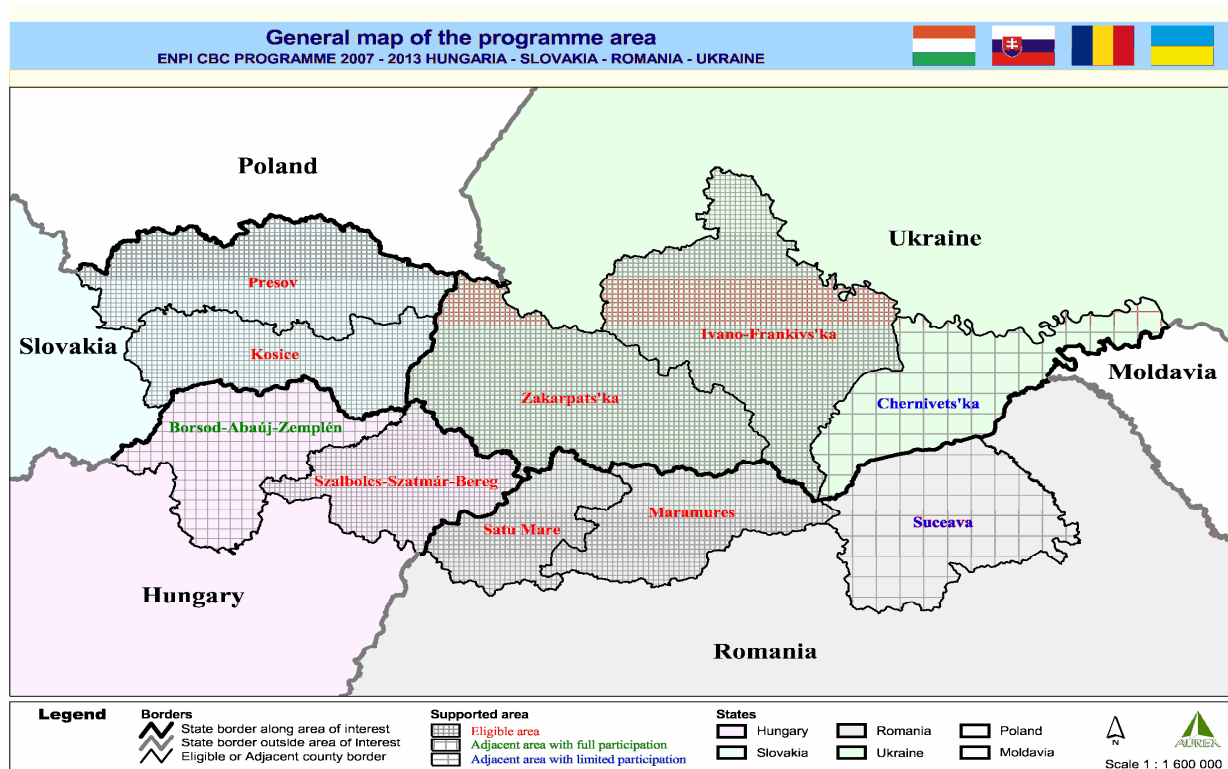 General map of the programme area
ENPI CBC PROGRAMME 2007 - 2013 HUNGARIA - SLOVAKIA - ROMANIA - UKRAINE
Poland
Ukraine
Presov
Ivano-Frankivs'ka
Slovakia
Kosice
Moldavia
Zakarpats'ka
Chernivets'ka
Borsod-Abaúj-Zemplén
Szalbolcs-Szatmár-Bereg
Maramures
Suceava
Satu Mare
Hungary
Romania
Legend
Borders
State border along area of interest
State border outside area of Interest
Eligible or Adjacent county border
Supported area
Eligible area
Adjacent area with full participation
Adjacent area with limited participation
States
Hungary
Romania
Poland
Slovakia
Ukraine
Moldavia
N
AUREX
Scale 1 : 1 600 000